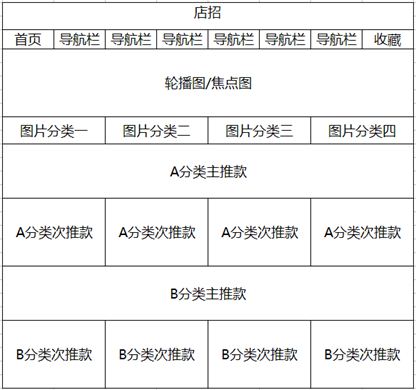 店招
首页 导航栏 导航栏 导航栏 导航栏 导航栏 导航栏 收藏
轮播图/焦点图
图片分类一 图片分类二 图片分类三 图片分类四
A分类主推款
A分类次推款 A分类次推款 A分类次推款 A分类次推款
B分类主推款
B分类次推款 B分类次推款 B分类次推款 B分类次推款